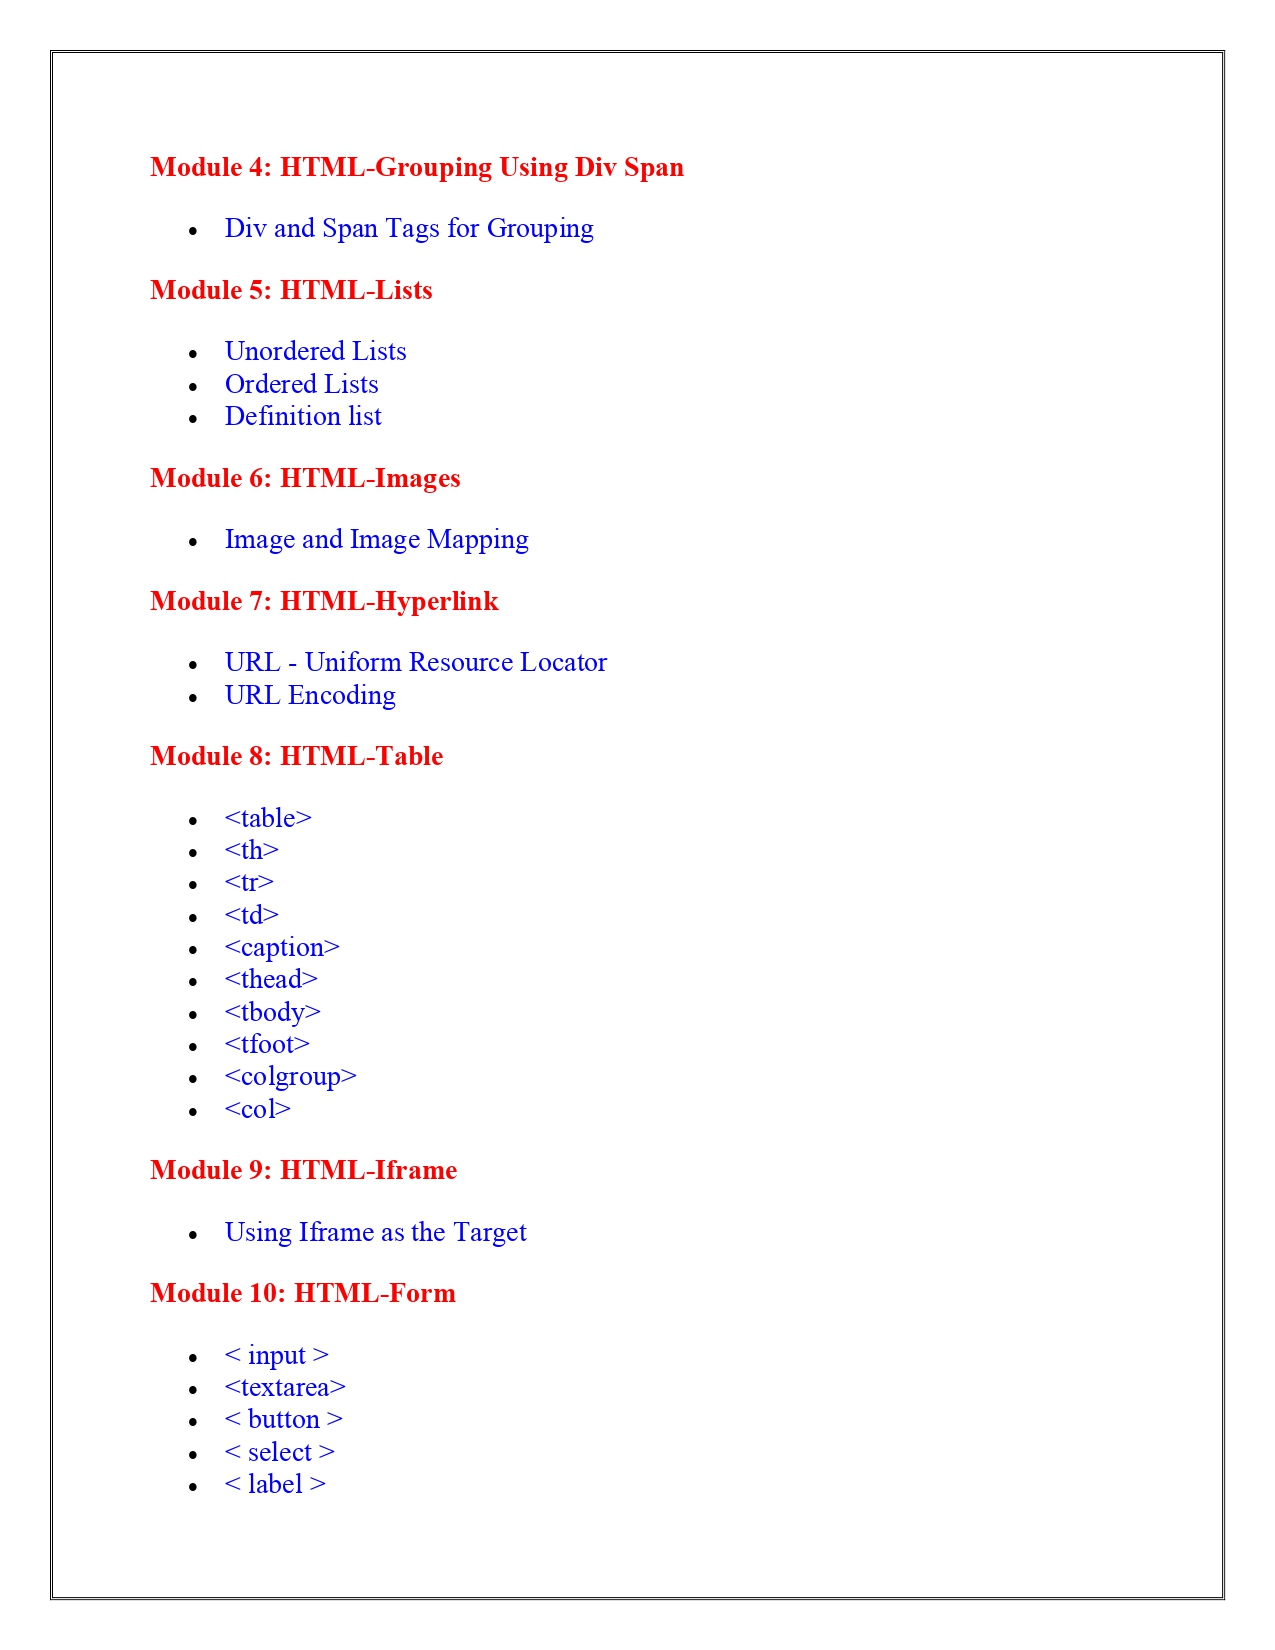 Module 4: HTML-Grouping Using Div Span
• Div and Span Tags for Grouping
Module 5: HTML-Lists
• Unordered Lists
• Ordered Lists
• Definition list
Module 6: HTML-Images
• Image and Image Mapping
Module 7: HTML-Hyperlink
• URL - Uniform Resource Locator
• URL Encoding
Module 8: HTML-Table
• <table>
• <th>
• <tr>
• <td>
• <caption>
• <thead>
• <tbody>
• <tfoot>
• <colgroup>
• <col>
Module 9: HTML-Iframe
• Using Iframe as the Target
Module 10: HTML-Form
• < input >
• <textarea>
• < button >
• < select >
• < label >